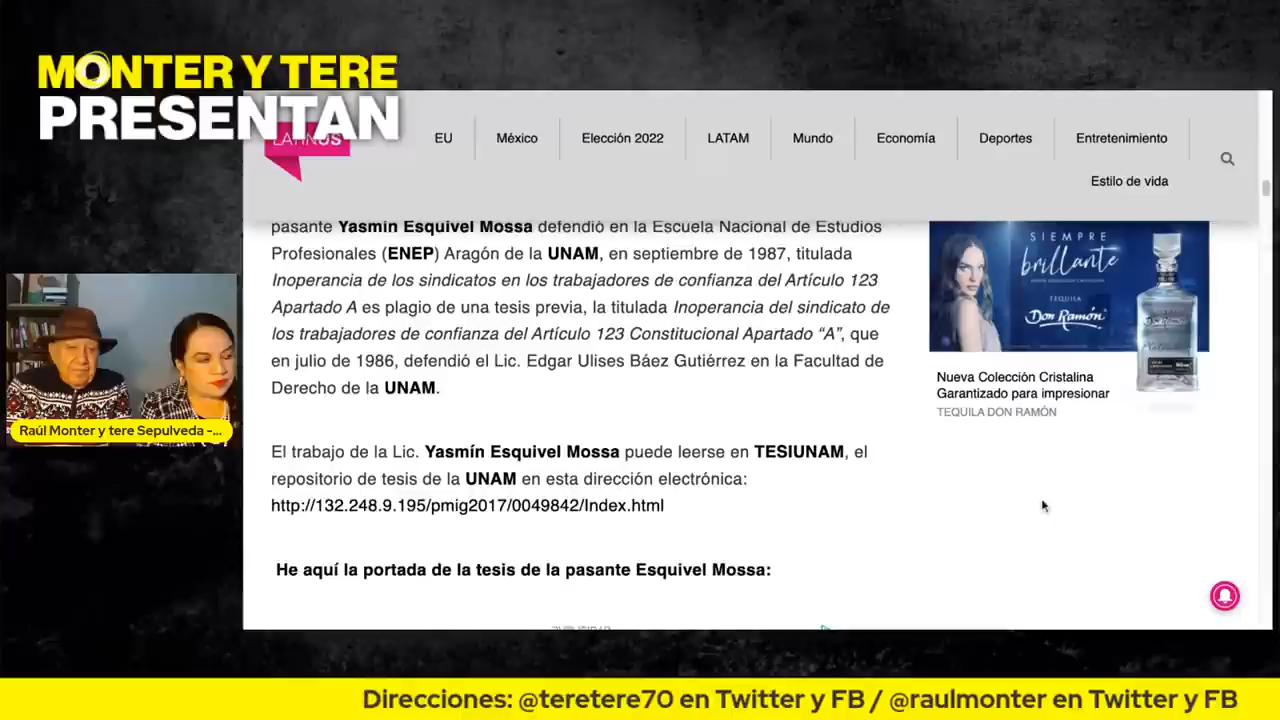 MONTER Y TERE
PRESENTAN
LATINUS
EU
México
Elección 2022
LATAM
Mundo
Economía
Deportes
Entretenimiento
Estilo de vida
pasante Yasmín Esquivel Mossa defendió en la Escuela Nacional de Estudios
Profesionales (ENEP) Aragón de la UNAM, en septiembre de 1987, titulada
Inoperancia de los sindicatos en los trabajadores de confianza del Artículo 123
Apartado A es plagio de una tesis previa, la titulada Inoperancia del sindicato de
los trabajadores de confianza del Artículo 123 Constitucional Apartado “A”, que
en julio de 1986, defendió el Lic. Edgar Ulises Báez Gutiérrez en la Facultad de
Derecho de la UNAM.
El trabajo de la Lic. Yasmín Esquivel Mossa puede leerse en TESIUNAM, el
repositorio de tesis de la UNAM en esta dirección electrónica:
http://132.248.9.195/pmig2017/0049842/Index.html
He aquí la portada de la tesis de la pasante Esquivel Mossa:
SIEMPRE
brillante
TEQUILA
Don Ramón
Nueva Colección Cristalina
Garantizado para impresionar
TEQUILA DON RAMÓN
Raúl Monter y tere Sepulveda -...
Direcciones: @teretere70 en Twitter y FB / @raulmonter en Twitter y FB